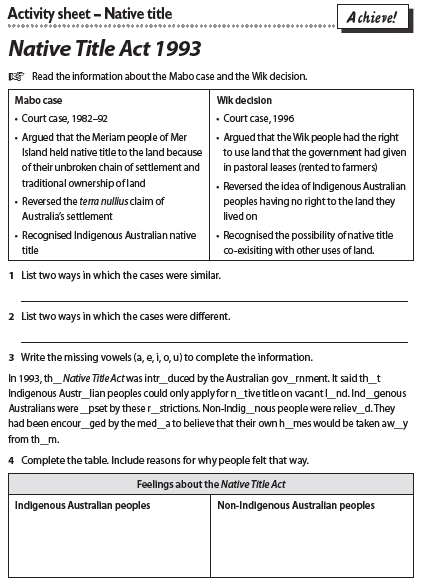 Activity sheet – Native title
Achieve!
Native Title Act 1993
Read the information about the Mabo case and the Wik decision.
Mabo case
• Court case, 1982–92
• Argued that the Meriam people of Mer
Island held native title to the land because
of their unbroken chain of settlement and
traditional ownership of land
• Reversed the terra nullius claim of
Australia's settlement
• Recognised Indigenous Australian native
title
Wik decision
• Court case, 1996
• Argued that the Wik people had the right
to use land that the government had given
in pastoral leases (rented to farmers)
• Reversed the idea of Indigenous Australian
peoples having no right to the land they
lived on
• Recognised the possibility of native title
co-exisiting with other uses of land.
1 List two ways in which the cases were similar.
2 List two ways in which the cases were different.
3 Write the missing vowels (a, e, i, o, u) to complete the information.
In 1993, th__ Native Title Act was intr__duced by the Australian gov__rnment. It said th__t
Indigenous Austr__lian peoples could only apply for n__tive title on vacant l__nd. Ind__genous
Australians were __pset by these r__strictions. Non-Indig__nous people were reliev__d. They
had been encour__ged by the med__a to believe that their own h__mes would be taken aw__y
from th__m.
4 Complete the table. Include reasons for why people felt that way.
Feelings about the Native Title Act
Indigenous Australian peoples
Non-Indigenous Australian peoples